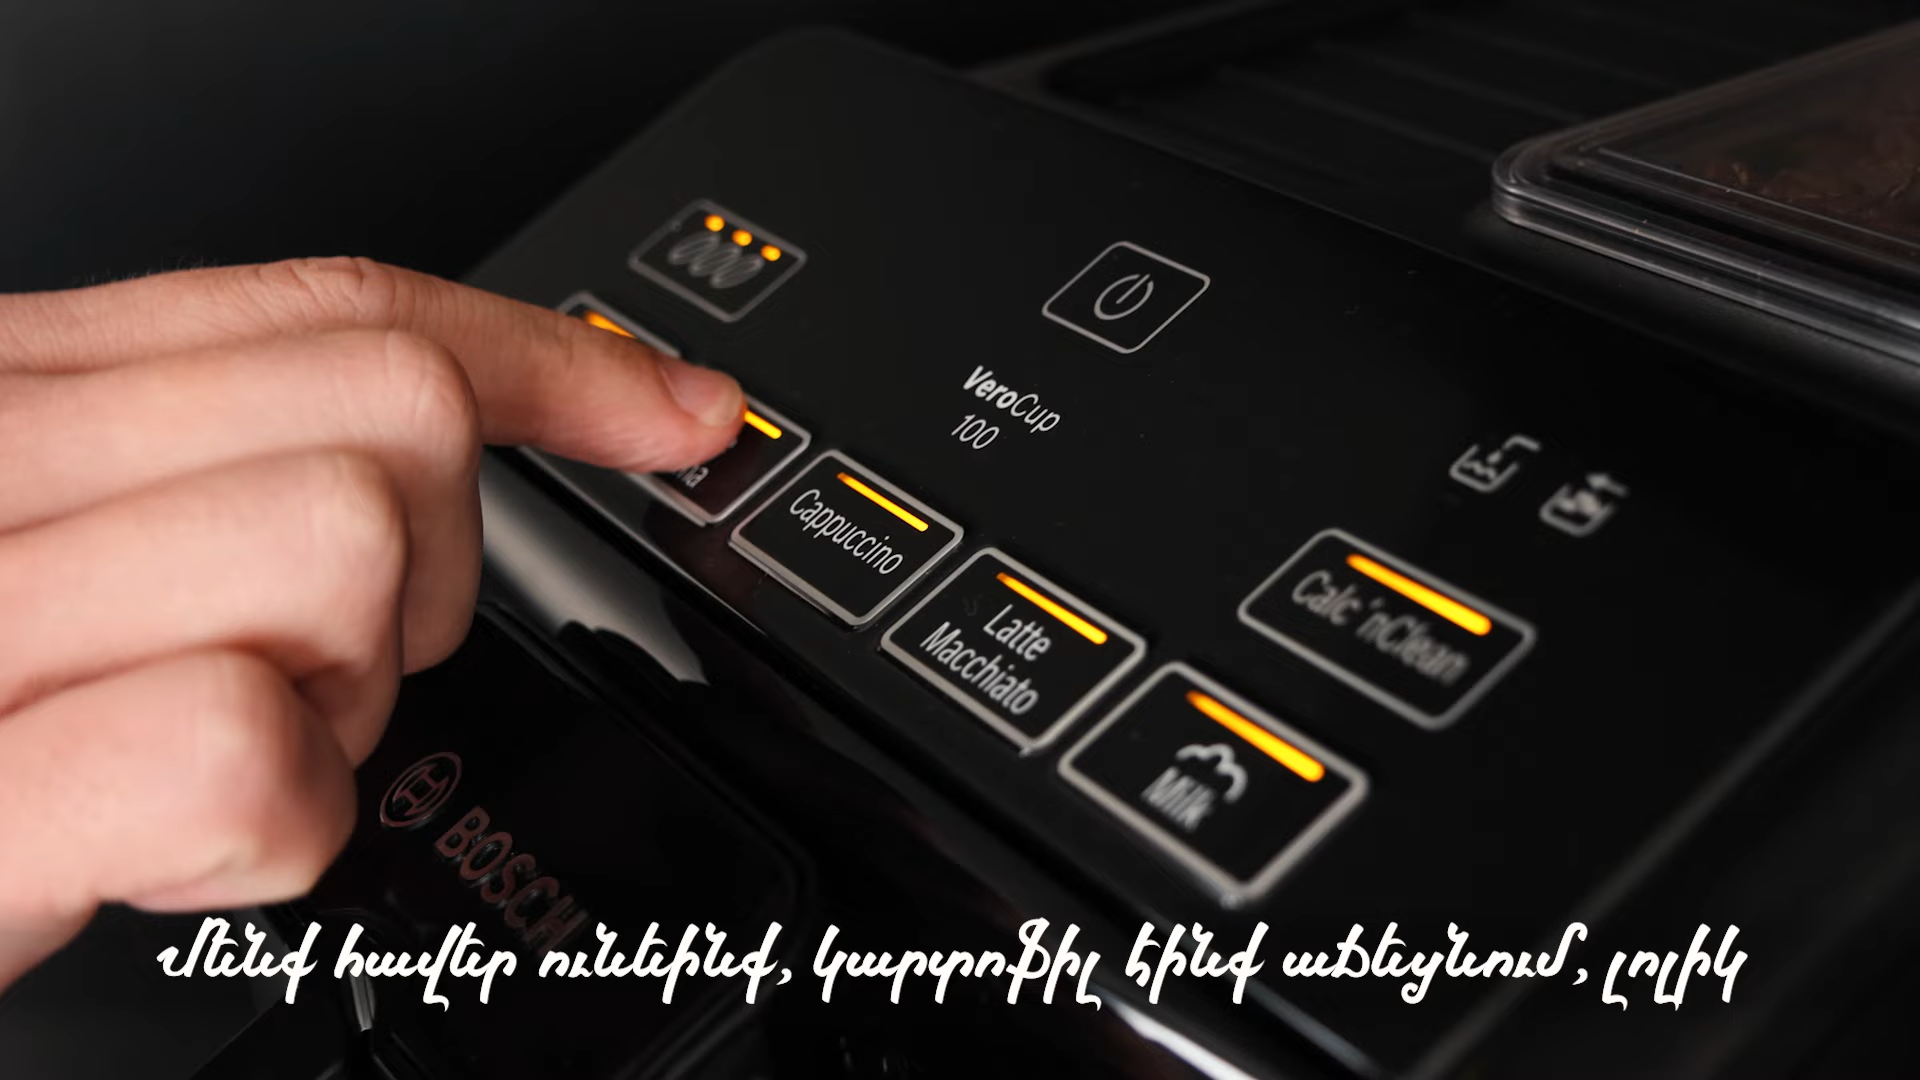 VeroCup
100
Cappuccino
Latte
Macchiato
Calc'nClean
Milk
BOSCH
Մենք հավեր ունեինք, կարտոֆիլ էինք աճեցնում, լոլիկ